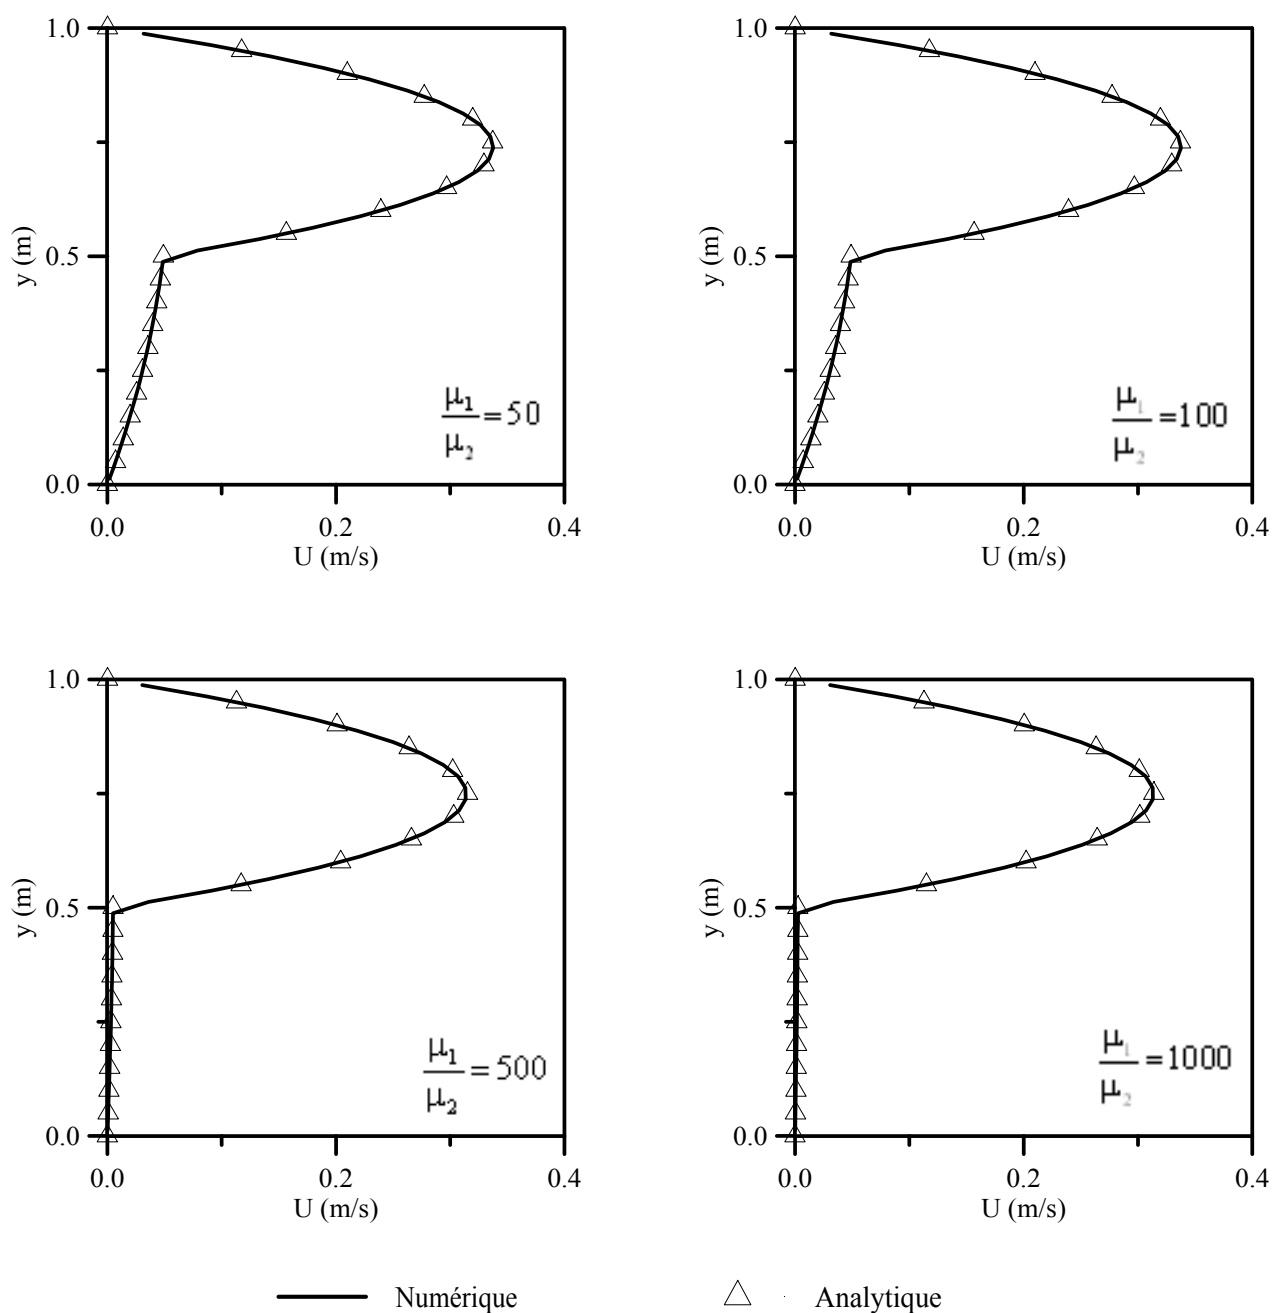 1.0
0.5
0.0
y (m)
0.0 0.2 0.4
U (m/s)
μ1/μ2 = 50
1.0
0.5
0.0
y (m)
0.0 0.2 0.4
U (m/s)
μ1/μ2 = 100
1.0
0.5
0.0
y (m)
0.0 0.2 0.4
U (m/s)
μ1/μ2 = 500
1.0
0.5
0.0
y (m)
0.0 0.2 0.4
U (m/s)
μ1/μ2 = 1000
Numérique
Analytique